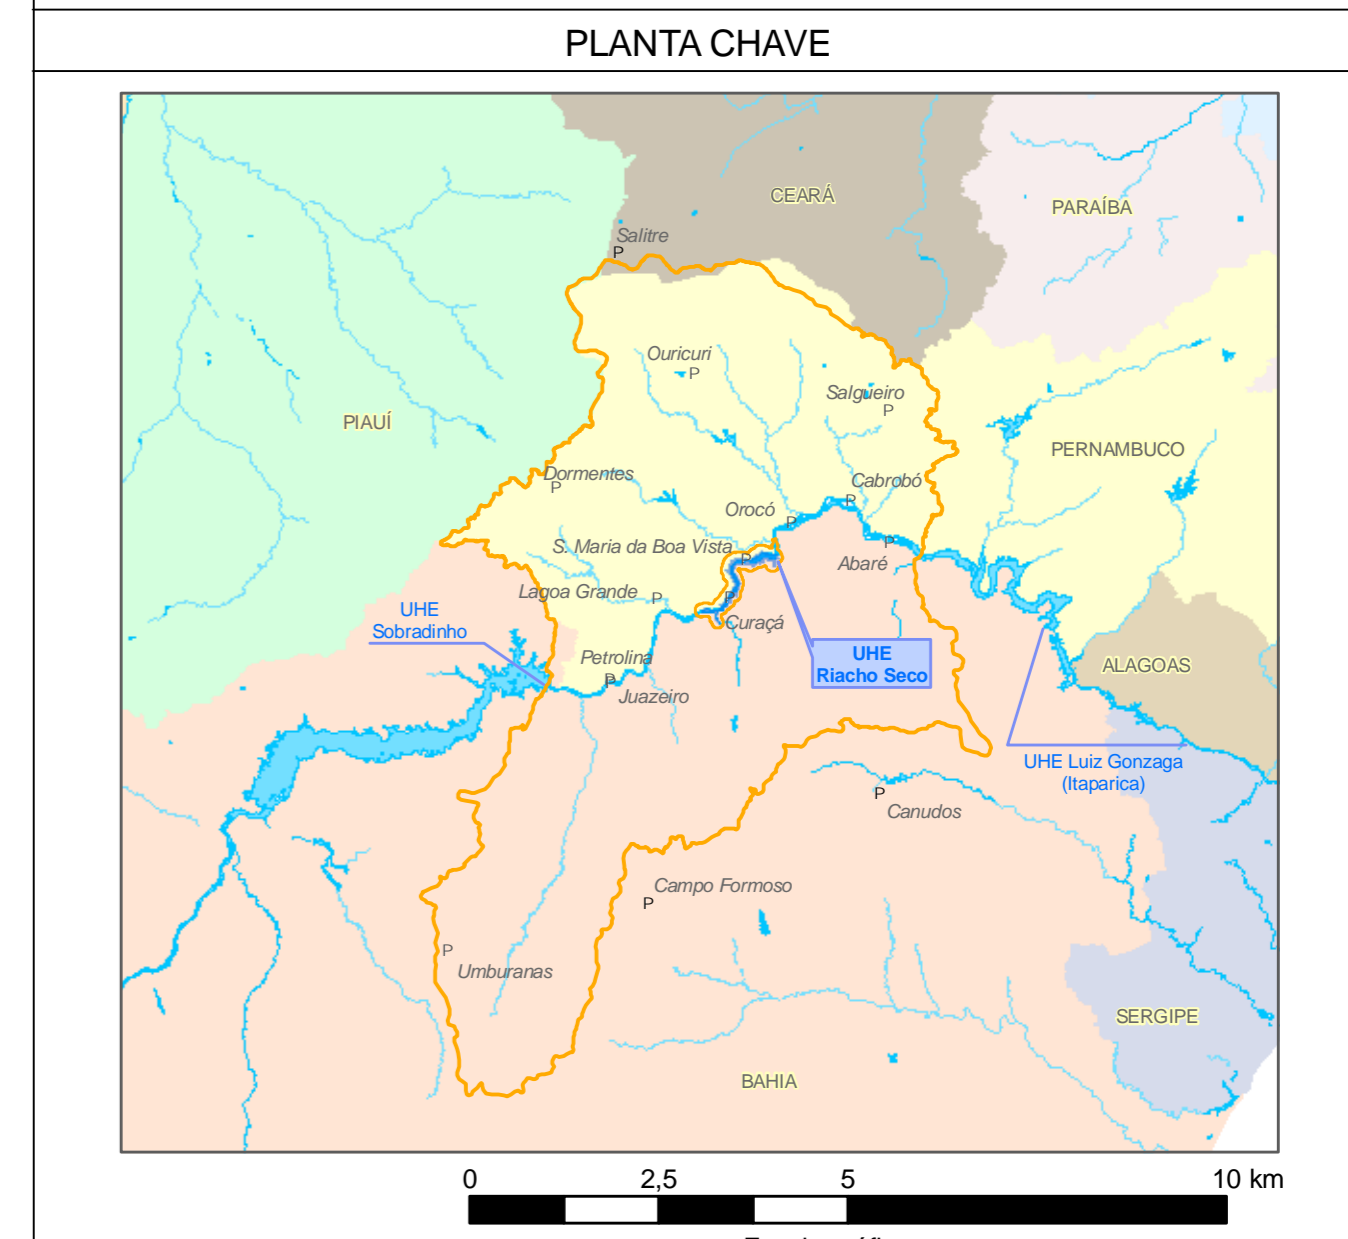 PLANTA CHAVE
CEARÁ
PARAÍBA
Salitre
P
Ouricuri
P
Salgueiro
P
PIAUÍ
PERNAMBUCO
Dormentes
P
Cabrobó
P
Orocó
P
S. Maria da Boa Vista
P
Abaré
P
Lagoa Grande
P
P
Curaçá
UHE
Sobradinho
UHE
Riacho Seco
Petrolina
P
P
Juazeiro
ALAGOAS
UHE Luiz Gonzaga
(Itaparica)
P
Canudos
Campo Formoso
P
P
Umburanas
SERGIPE
BAHIA
0 2,5 5 10 km